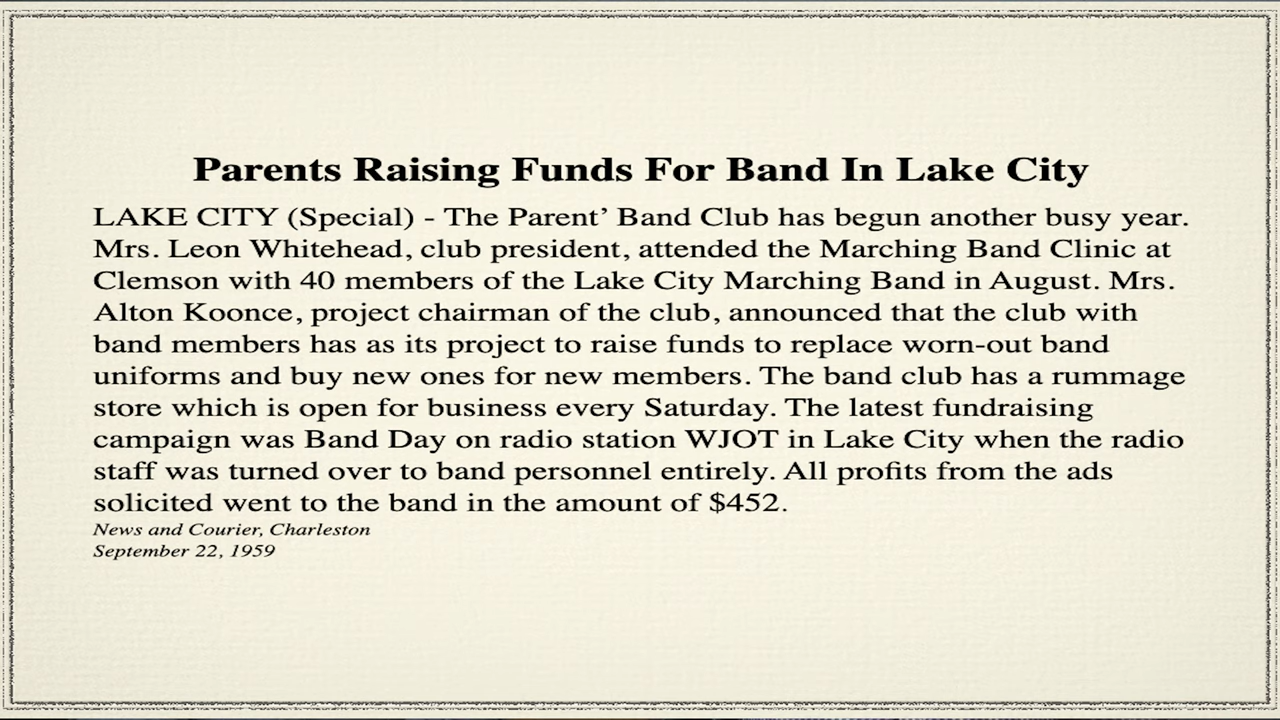 Parents Raising Funds For Band In Lake City
LAKE CITY (Special) - The Parent’ Band Club has begun another busy year.
Mrs. Leon Whitehead, club president, attended the Marching Band Clinic at
Clemson with 40 members of the Lake City Marching Band in August. Mrs.
Alton Koonce, project chairman of the club, announced that the club with
band members has as its project to raise funds to replace worn-out band
uniforms and buy new ones for new members. The band club has a rummage
store which is open for business every Saturday. The latest fundraising
campaign was Band Day on radio station WJOT in Lake City when the radio
staff was turned over to band personnel entirely. All profits from the ads
solicited went to the band in the amount of $452.
News and Courier, Charleston
September 22, 1959